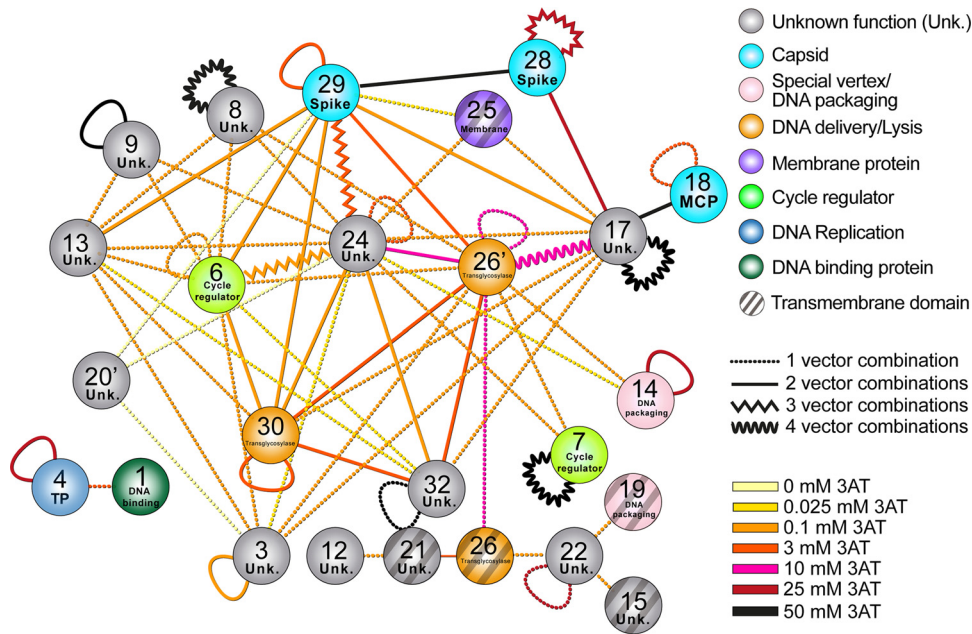 28
Spike
29
Spike
8
Unk.
25
Membrane
9
Unk.
18
MCP
13
Unk.
24
Unk.
17
Unk.
26'
Transglycosylase
6
Cycle
regulator
20'
Unk.
14
DNA
packaging
30
Transglycosylase
7
Cycle
regulator
4
TP
1
DNA
binding
32
Unk.
19
DNA
packaging
3
Unk.
12
Unk.
21
Unk.
26
Transglycosylase
22
Unk.
15
Unk.
Unknown function (Unk.)
Capsid
Special vertex/
DNA packaging
DNA delivery/Lysis
Membrane protein
Cycle regulator
DNA Replication
DNA binding protein
Transmembrane domain
1 vector combination
2 vector combinations
3 vector combinations
4 vector combinations
0 mM 3AT
0.025 mM 3AT
0.1 mM 3AT
3 mM 3AT
10 mM 3AT
25 mM 3AT
50 mM 3AT